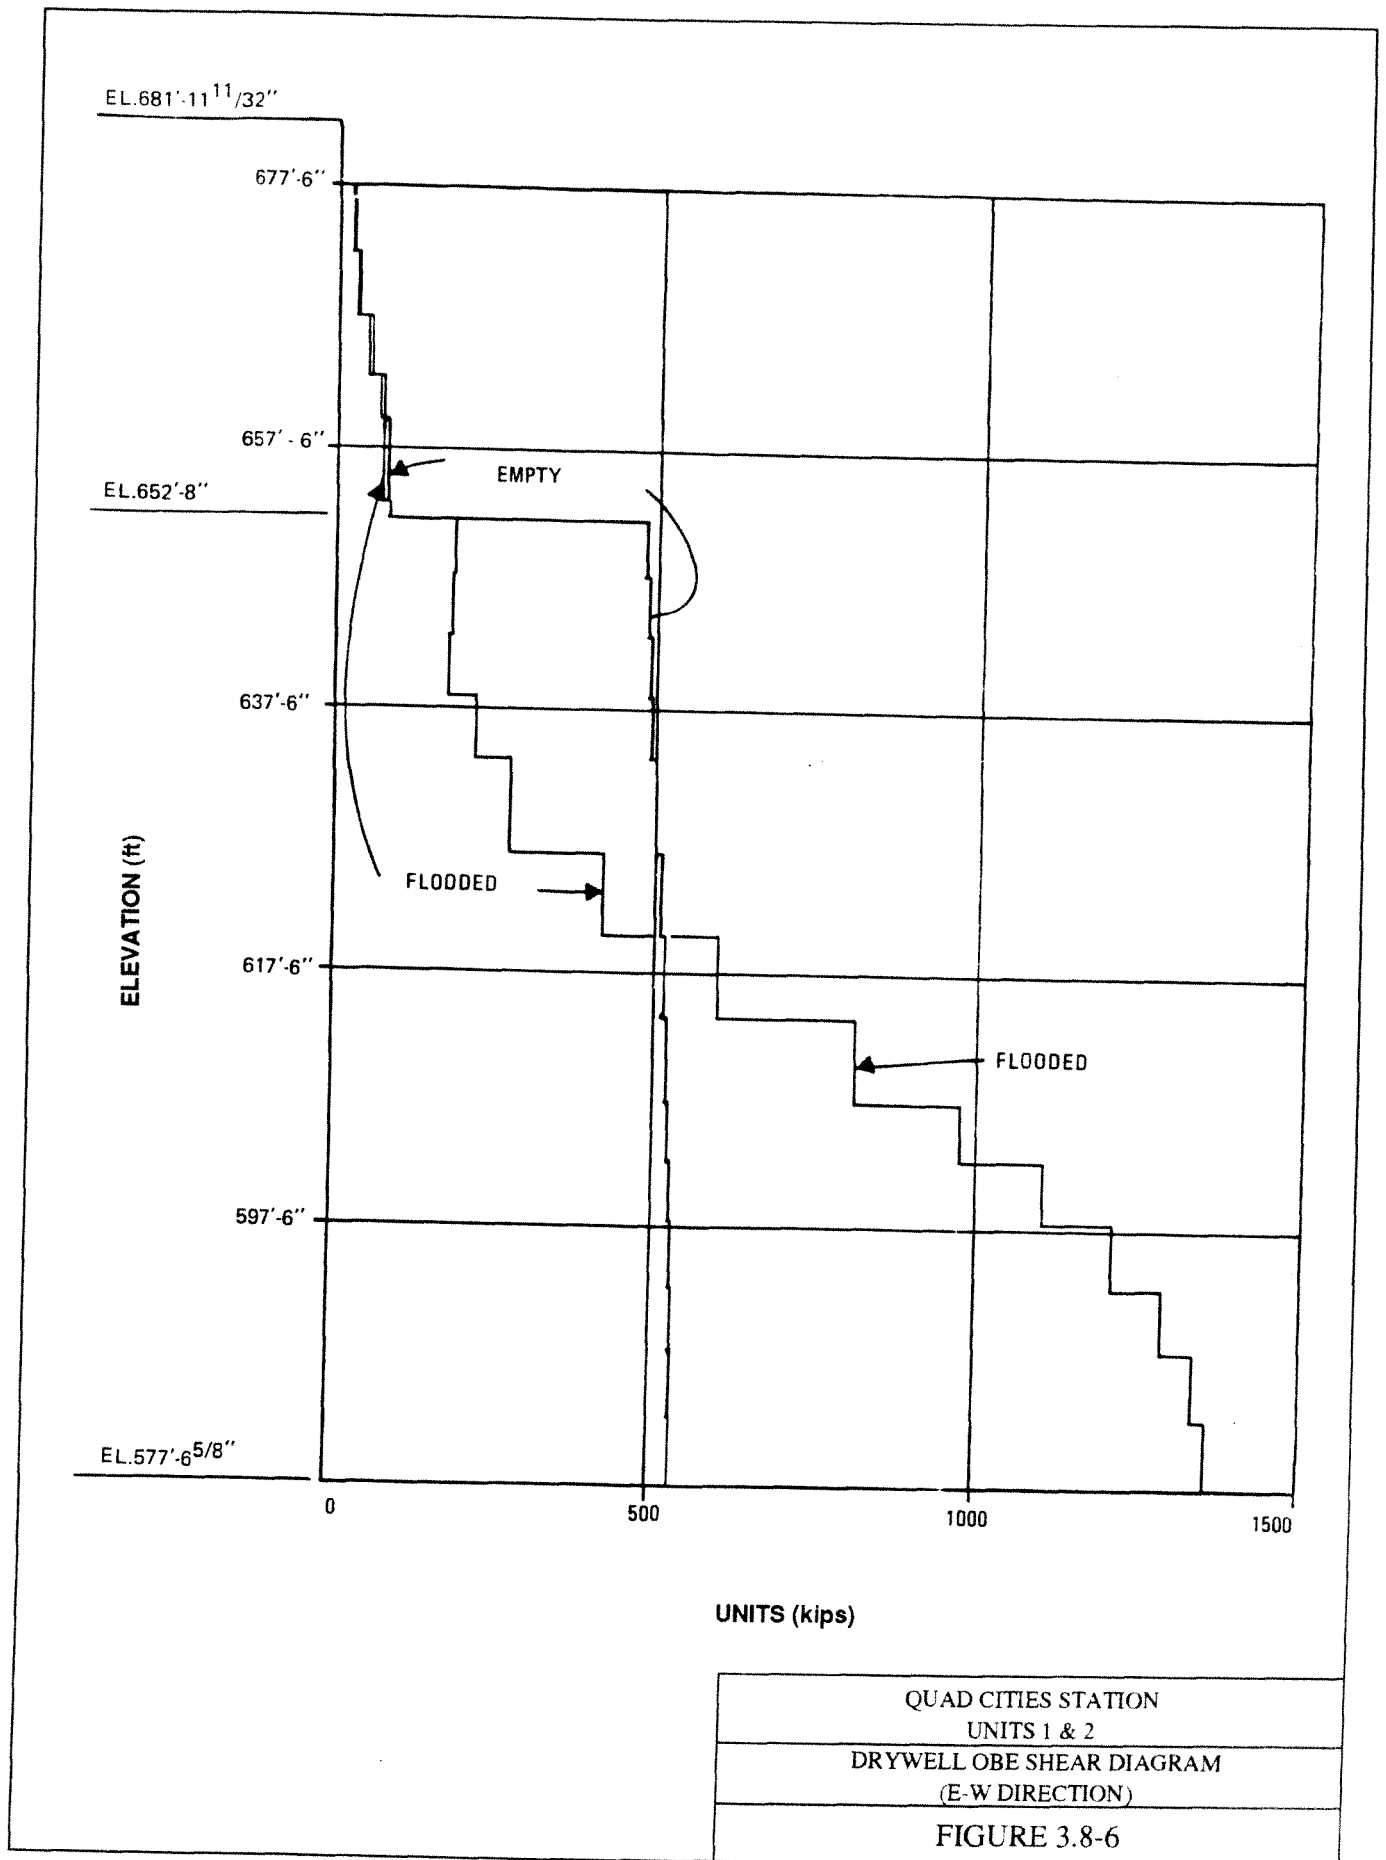 EL.681'-11 11/32"
677'-6"
657'-6"
EMPTY
EL.652'-8"
637'-6"
ELEVATION (ft)
FLOODED
617'-6"
FLOODED
597'-6"
EL.577'-6 5/8"
0
500
1000
1500
UNITS (kips)
QUAD CITIES STATION
UNITS 1 & 2
DRYWELL OBE SHEAR DIAGRAM
(E-W DIRECTION)
FIGURE 3.8-6